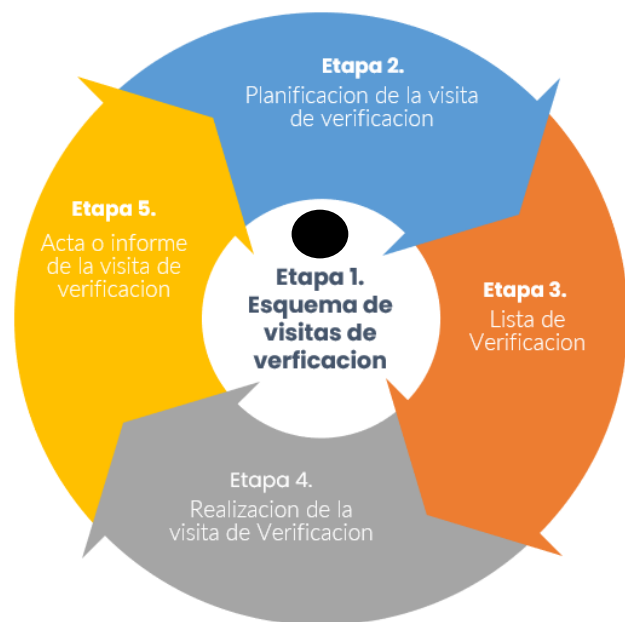 Etapa 1.
Esquema de
visitas de
verficacion
Etapa 2.
Planificacion de la visita
de verificacion
Etapa 3.
Lista de
Verificacion
Etapa 4.
Realizacion de la
visita de Verificacion
Etapa 5.
Acta o informe
de la visita de
verificacion